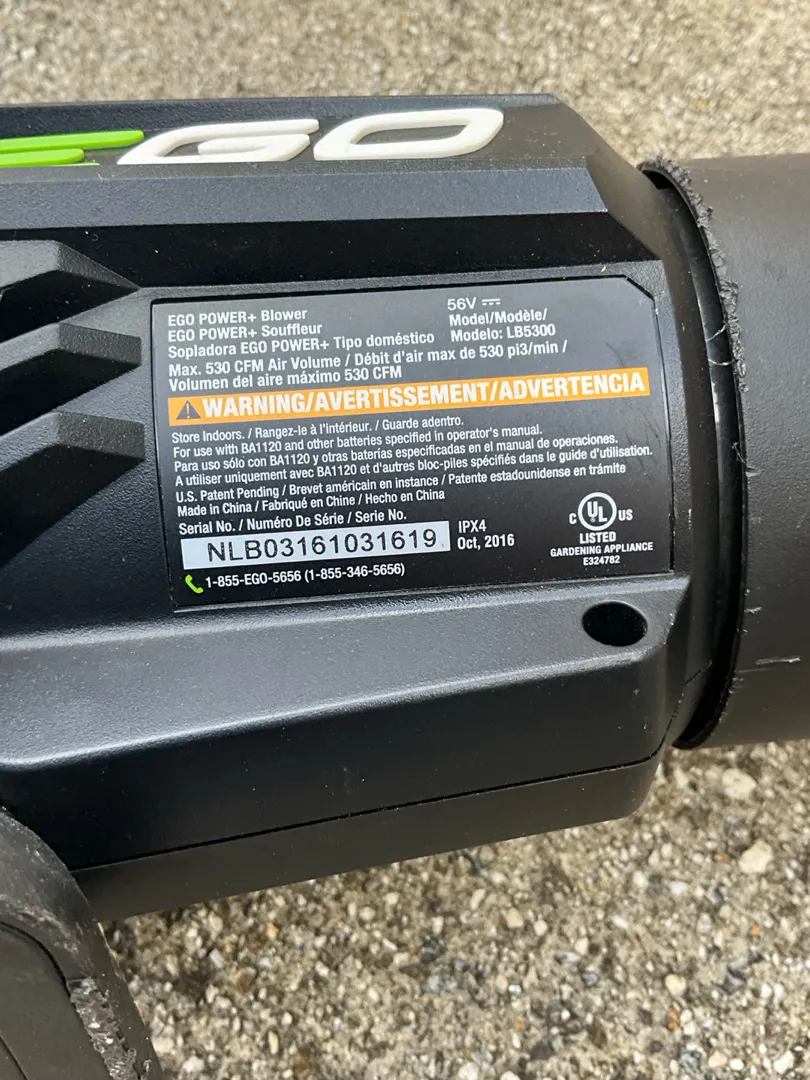 EGO
EGO POWER+ Blower
EGO POWER+ Souffleur
Sopladora EGO POWER+ Tipo doméstico
56V
Model/Modèle/
Modelo: LB5300
Max. 530 CFM Air Volume / Débit d'air max de 530 pi3/min /
Volumen del aire máximo 530 CFM
WARNING/AVERTISSEMENT/ADVERTENCIA
Store Indoors. / Rangez-le à l'intérieur. / Guarde adentro.
For use with BA1120 and other batteries specified in operator's manual.
Para uso sólo con BA1120 y otras baterías especificadas en el manual de operaciones.
A utiliser uniquement avec BA1120 et d'autres bloc-piles spécifiés dans le guide d'utilisation.
U.S. Patent Pending / Brevet américain en instance / Patente estadounidense en trámite
Made in China / Fabriqué en Chine / Hecho en China
Serial No. / Numéro De Série / Serie No.
NLB03161031619
IPX4
Oct, 2016
C UL US
LISTED
GARDENING APPLIANCE
E324782
1-855-EGO-5656 (1-855-346-5656)